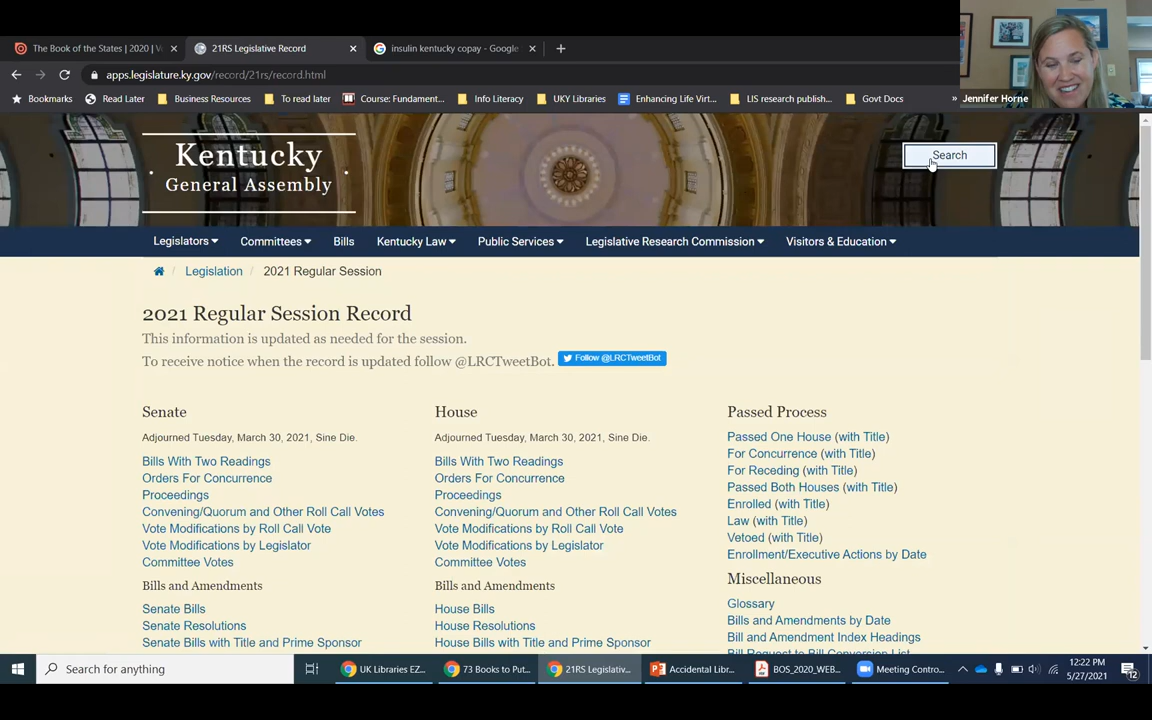 The Book of the States | 2020 |
21RS Legislative Record
insulin kentucky copay - Google
apps.legislature.ky.gov/record/21rs/record.html
Bookmarks
Read Later
Business Resources
To read later
Course: Fundament...
Info Literacy
UKY Libraries
Enhancing Life Virt...
LIS research publish...
Govt Docs
»
Jennifer Horne
Kentucky
General Assembly
Search
Legislators
Committees
Bills
Kentucky Law
Public Services
Legislative Research Commission
Visitors & Education
/ Legislation / 2021 Regular Session
2021 Regular Session Record
This information is updated as needed for the session.
To receive notice when the record is updated follow @LRCTweetBot. Follow @LRCTweetBot
Senate
Adjourned Tuesday, March 30, 2021, Sine Die.
Bills With Two Readings
Orders For Concurrence
Proceedings
Convening/Quorum and Other Roll Call Votes
Vote Modifications by Roll Call Vote
Vote Modifications by Legislator
Committee Votes
Bills and Amendments
Senate Bills
Senate Resolutions
Senate Bills with Title and Prime Sponsor
House
Adjourned Tuesday, March 30, 2021, Sine Die.
Bills With Two Readings
Orders For Concurrence
Proceedings
Convening/Quorum and Other Roll Call Votes
Vote Modifications by Roll Call Vote
Vote Modifications by Legislator
Committee Votes
Bills and Amendments
House Bills
House Resolutions
House Bills with Title and Prime Sponsor
Passed Process
Passed One House (with Title)
For Concurrence (with Title)
For Receding (with Title)
Passed Both Houses (with Title)
Enrolled (with Title)
Law (with Title)
Vetoed (with Title)
Enrollment/Executive Actions by Date
Miscellaneous
Glossary
Bills and Amendments by Date
Bill and Amendment Index Headings
Bill Request to Bill Conversion List
Search for anything
UK Libraries EZ...
73 Books to Put...
21RS Legislativ...
Accidental Libr...
BOS_2020_WEB...
Meeting Contro...
12:22 PM
5/27/2021
12